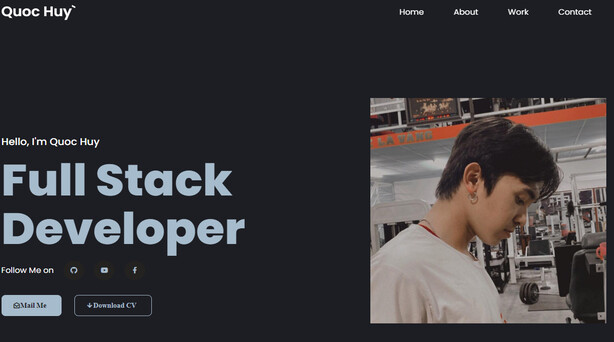 Quoc Huy`
Home About Work Contact
Hello, I'm Quoc Huy
Full Stack
Developer
Follow Me on
Mail Me
Download CV